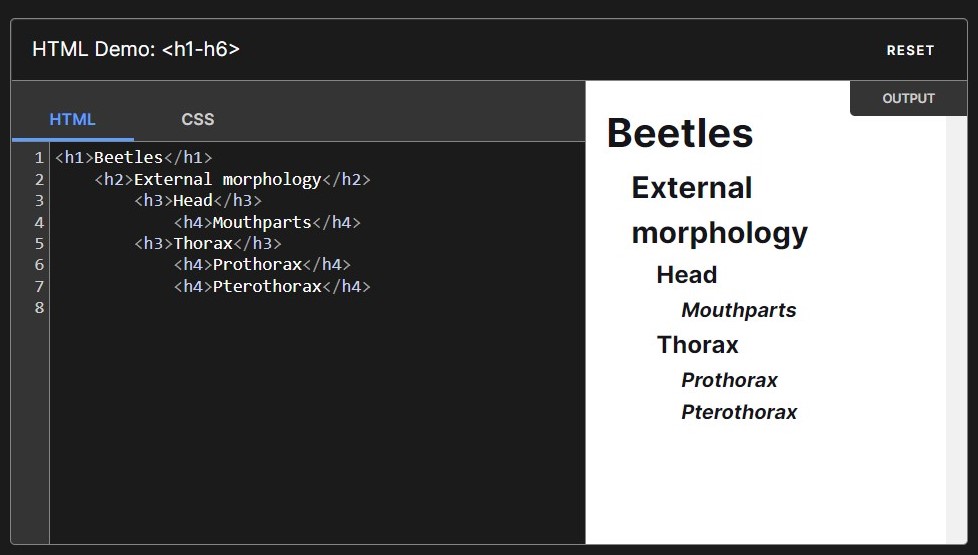 HTML Demo: <h1-h6>
RESET
HTML
CSS
1 <h1>Beetles</h1>
2     <h2>External morphology</h2>
3         <h3>Head</h3>
4             <h4>Mouthparts</h4>
5         <h3>Thorax</h3>
6             <h4>Prothorax</h4>
7             <h4>Pterothorax</h4>
8
OUTPUT
Beetles
External
morphology
Head
Mouthparts
Thorax
Prothorax
Pterothorax